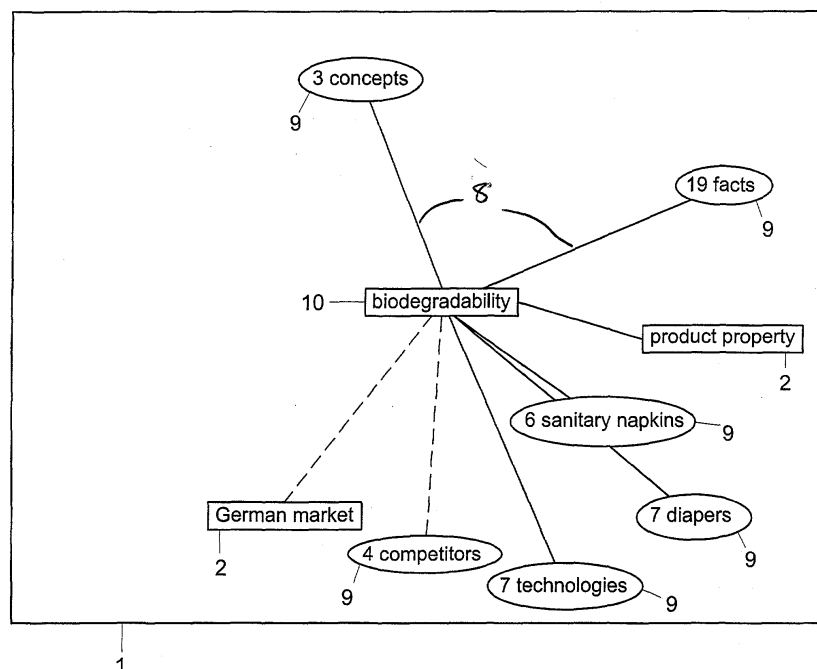 3 concepts
9
8
19 facts
9
10
biodegradability
product property
2
6 sanitary napkins
9
German market
2
7 diapers
9
4 competitors
9
7 technologies
9
1